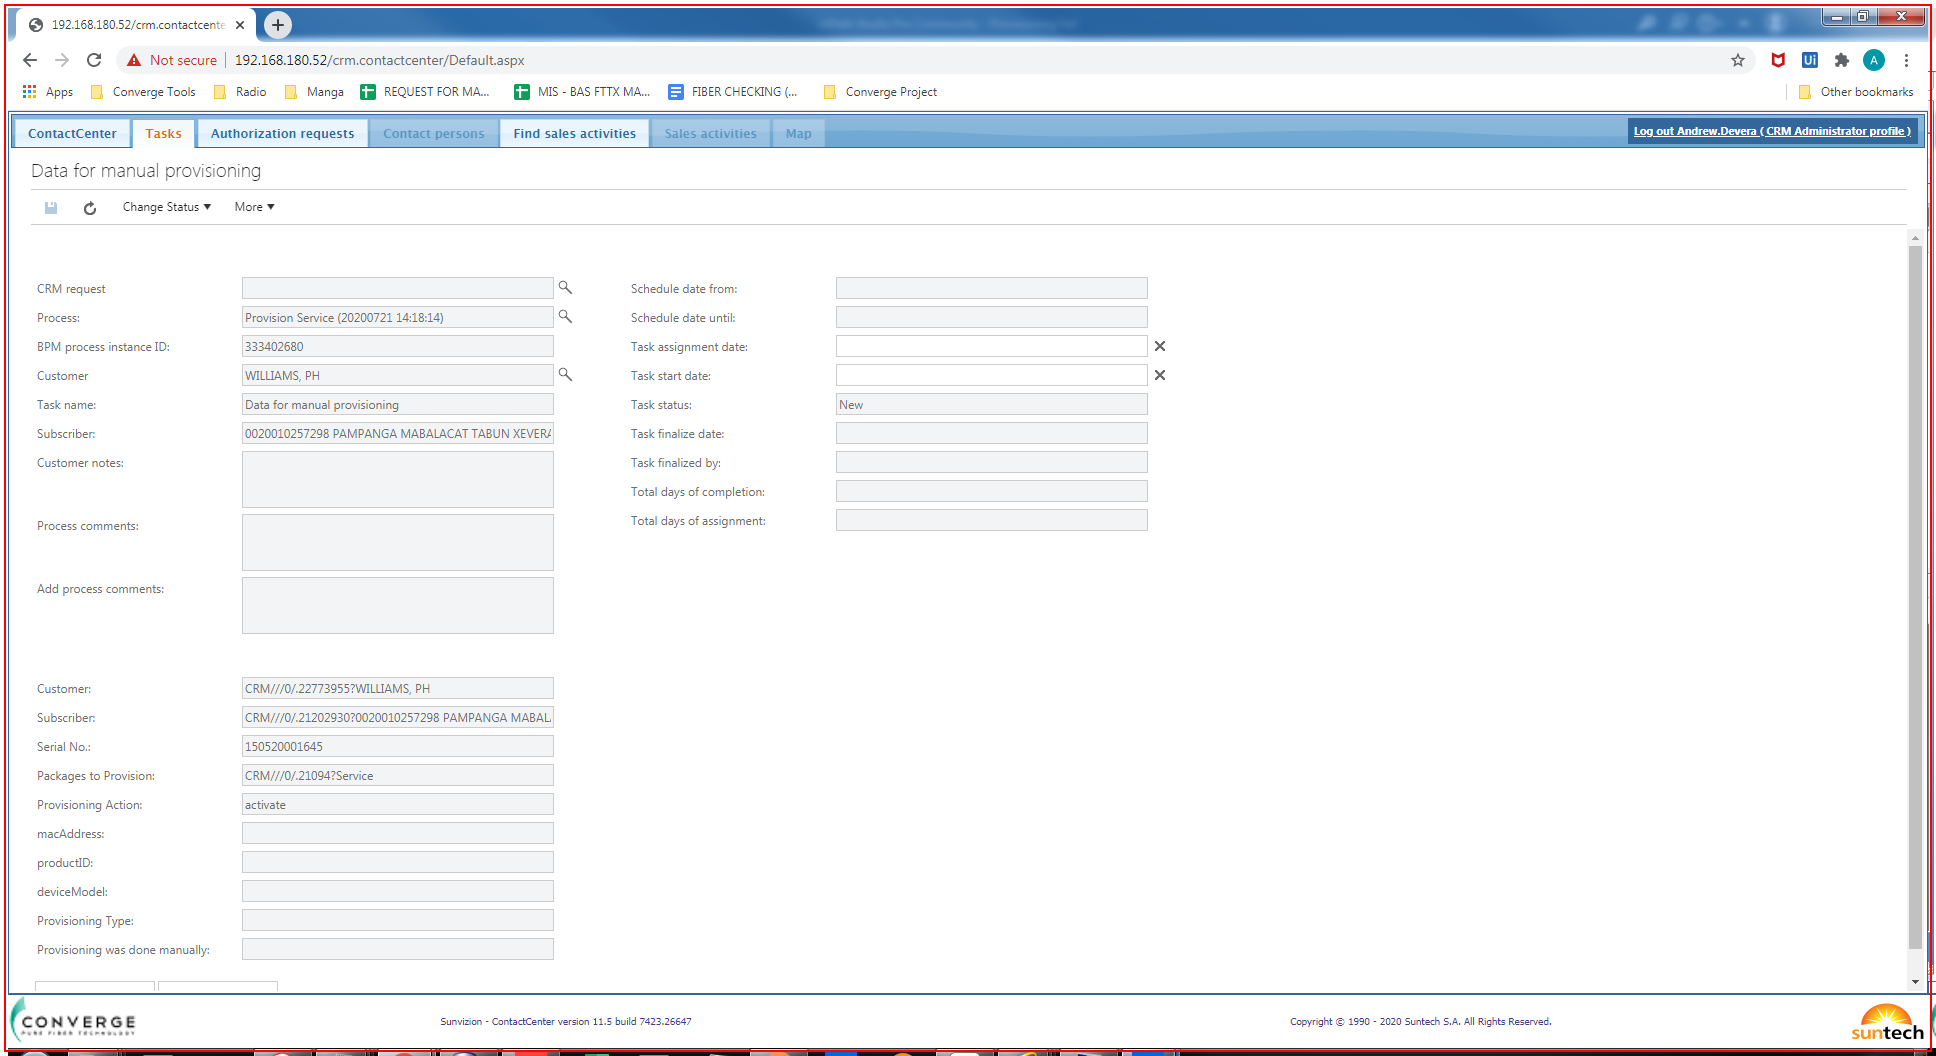 192.168.180.52/crm.contactcente
Not secure 192.168.180.52/crm.contactcenter/Default.aspx
A
Apps Converge Tools Radio Manga REQUEST FOR MA... MIS - BAS FTTX MA... FIBER CHECKING (... Converge Project Other bookmarks
Ui
ContactCenter Tasks Authorization requests Contact persons Find sales activities Sales activities Map Log out Andrew.Devera ( CRM Administrator profile )
Data for manual provisioning
Change Status More
CRM request
Process: Provision Service (20200721 14:18:14)
BPM process instance ID: 333402680
Customer WILLIAMS, PH
Task name: Data for manual provisioning
Subscriber: 0020010257298 PAMPANGA MABALACAT TABUN XEVERA
Customer notes:
Process comments:
Add process comments:
Schedule date from:
Schedule date until:
Task assignment date:
Task start date:
Task status: New
Task finalize date:
Task finalized by:
Total days of completion:
Total days of assignment:
Customer: CRM///0/.22773955?WILLIAMS, PH
Subscriber: CRM///0/.21202930?0020010257298 PAMPANGA MABAL
Serial No.: 150520001645
Packages to Provision: CRM///0/.21094?Service
Provisioning Action: activate
macAddress:
productID:
deviceModel:
Provisioning Type:
Provisioning was done manually:
CONVERGE
PURE FIBER TECHNOLOGY
Sunvizion - ContactCenter version 11.5 build 7423.26647
Copyright © 1990 - 2020 Suntech S.A. All Rights Reserved.
suntech